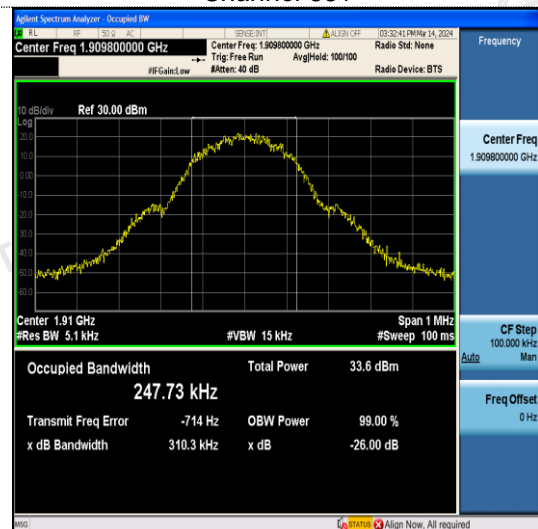 Agilent Spectrum Analyzer - Occupied BW
RL RF 50 Ω AC SENSE:INT ALIGN OFF 03:32:41 PM Mar 14, 2024
Center Freq 1.909800000 GHz Center Freq: 1.909800000 GHz Radio Std: None Frequency
Trig: Free Run Avg|Hold: 100/100
#IFGain:Low #Atten: 40 dB Radio Device: BTS
10 dB/div Ref 30.00 dBm
Log
20.0
10.0
0.00
-10.0
-20.0
-30.0
-40.0
-50.0
-60.0
Center Freq
1.909800000 GHz
Center 1.91 GHz Span 1 MHz
#Res BW 5.1 kHz #VBW 15 kHz #Sweep 100 ms
CF Step
100.000 kHz
Auto Man
Occupied Bandwidth Total Power 33.6 dBm
247.73 kHz
Transmit Freq Error -714 Hz OBW Power 99.00 %
x dB Bandwidth 310.3 kHz x dB -26.00 dB
Freq Offset
0 Hz
MSG STATUS Align Now, All required